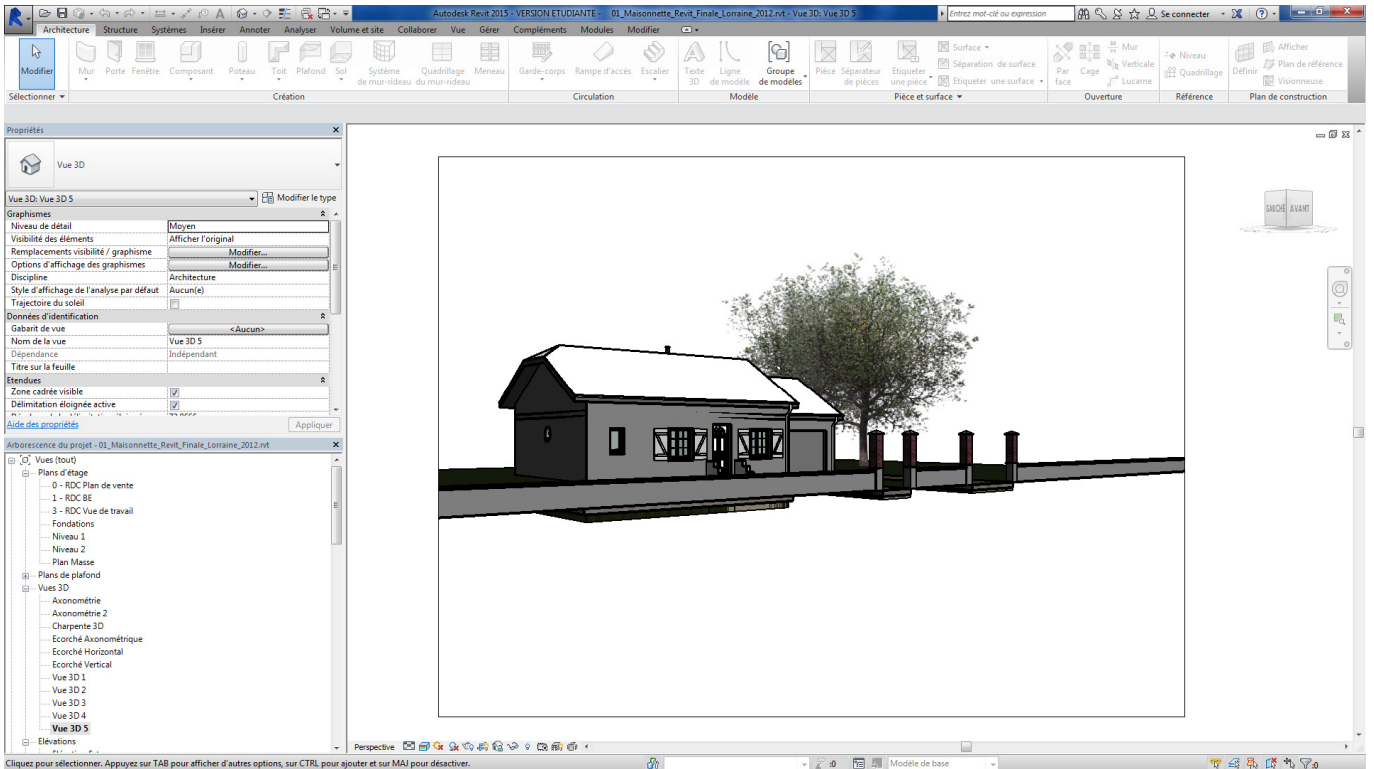 Autodesk Revit 2015 - VERSION ETUDIANTE - 01_Maisonnette_Revit_Finale_Lorraine_2012.rvt - Vue 3D: Vue 3D 5
Entrez mot-clé ou expression
Se connecter
Architecture Structure Systèmes Insérer Annoter Analyser Volume et site Collaborer Vue Gérer Compléments Modules Modifier
Modifier Mur Porte Fenêtre Composant Poteau Toit Plafond Sol Système de mur-rideau Quadrillage du mur-rideau Meneau Garde-corps Rampe d'accès Escalier Texte 3D Ligne de modèle Groupe de modèles Pièce Séparateur de pièces Etiqueter une pièce
Surface
Séparation de surface
Etiqueter une surface
Par face Cage
Mur
Verticale
Lucarne
Niveau
Quadrillage
Définir
Afficher
Plan de référence
Visionneuse
Sélectionner Création Circulation Modèle Pièce et surface Ouverture Référence Plan de construction
Propriétés
Vue 3D
Vue 3D: Vue 3D 5 Modifier le type
Graphismes
Niveau de détail Moyen
Visibilité des éléments Afficher l'original
Remplacements visibilité / graphisme Modifier...
Options d'affichage des graphismes Modifier...
Discipline Architecture
Style d'affichage de l'analyse par défaut Aucun(e)
Trajectoire du soleil
Données d'identification
Gabarit de vue <Aucun>
Nom de la vue Vue 3D 5
Dépendance Indépendant
Titre sur la feuille
Etendues
Zone cadrée visible
Délimitation éloignée active
Aide des propriétés Appliquer
Arborescence du projet - 01_Maisonnette_Revit_Finale_Lorraine_2012.rvt
Vues (tout)
Plans d'étage
0 - RDC Plan de vente
1 - RDC BE
3 - RDC Vue de travail
Fondations
Niveau 1
Niveau 2
Plan Masse
Plans de plafond
Vues 3D
Axonométrie
Axonométrie 2
Charpente 3D
Ecorché Axonométrique
Ecorché Horizontal
Ecorché Vertical
Vue 3D 1
Vue 3D 2
Vue 3D 3
Vue 3D 4
Vue 3D 5
Elévations
GAUCHE AVANT
Perspective
Cliquez pour sélectionner. Appuyez sur TAB pour afficher d'autres options, sur CTRL pour ajouter et sur MAJ pour désactiver.
:0
Modèle de base
:0